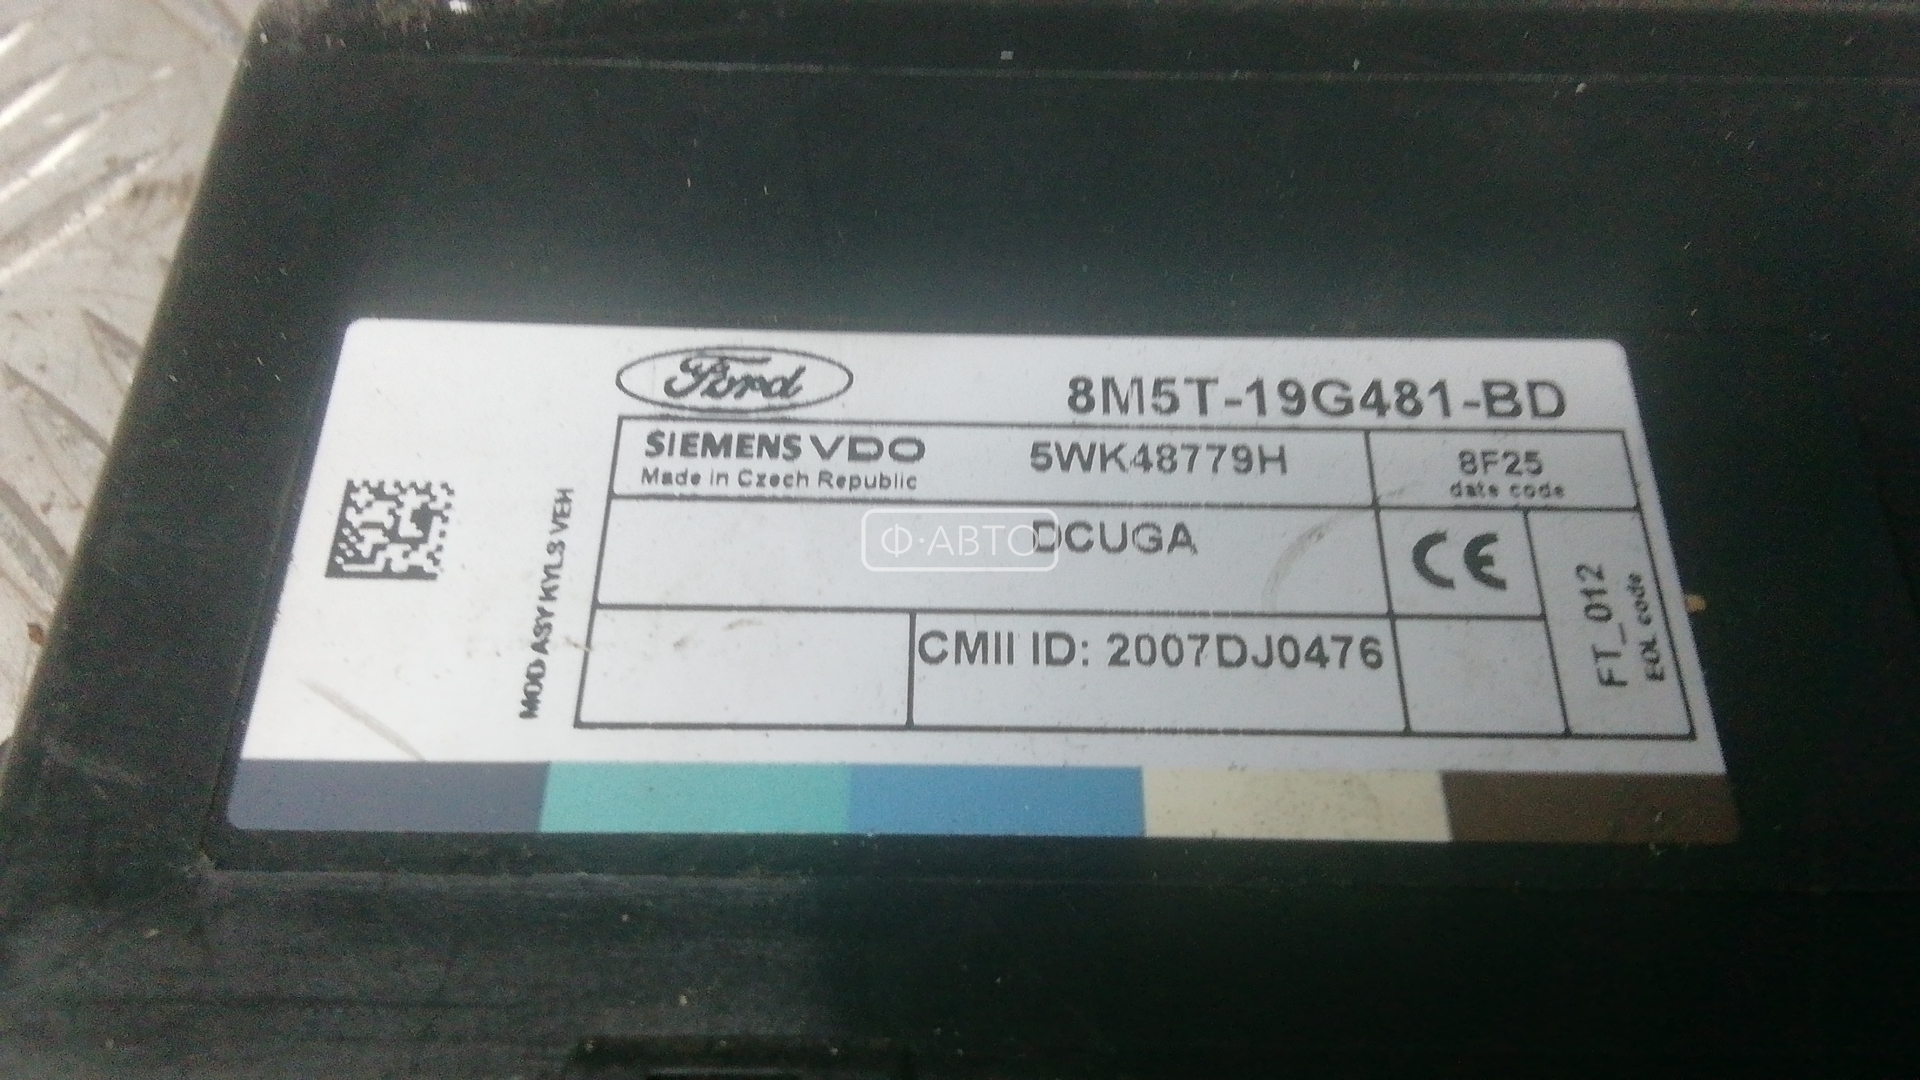 Ford
8M5T-19G481-BD
SIEMENS VDO
Made in Czech Republic
5WK48779H
8F25
date code
MOD ASY KYLS VEH
Ф·АВТО
DCUGA
CE
FT_012
EOL code
CMII ID: 2007DJ0476